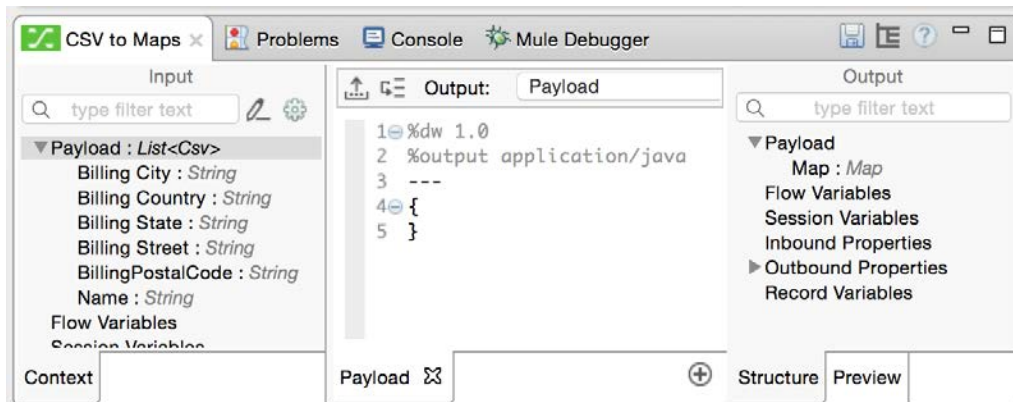 CSV to Maps
Problems
Console
Mule Debugger
Input
type filter text
Payload : List<Csv>
Billing City : String
Billing Country : String
Billing State : String
Billing Street : String
BillingPostalCode : String
Name : String
Flow Variables
Session Variables
Context
Output: Payload
1 %dw 1.0
2 %output application/java
3 ---
4 {
5 }
Payload
Output
type filter text
Payload
Map : Map
Flow Variables
Session Variables
Inbound Properties
Outbound Properties
Record Variables
Structure
Preview